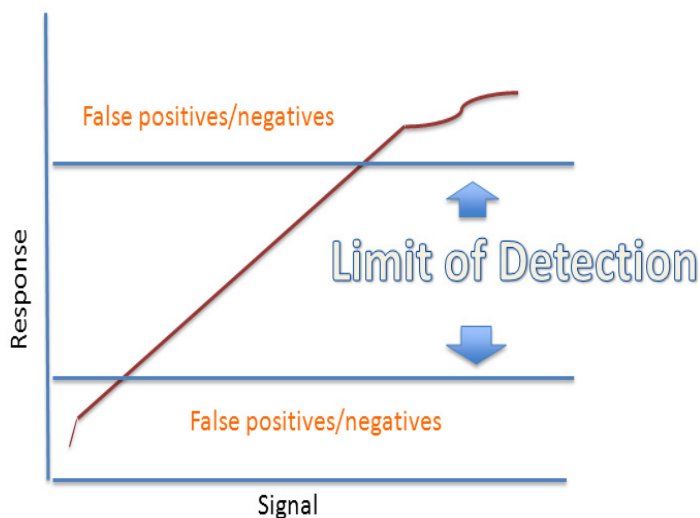 False positives/negatives
Limit of Detection
Response
False positives/negatives
Signal